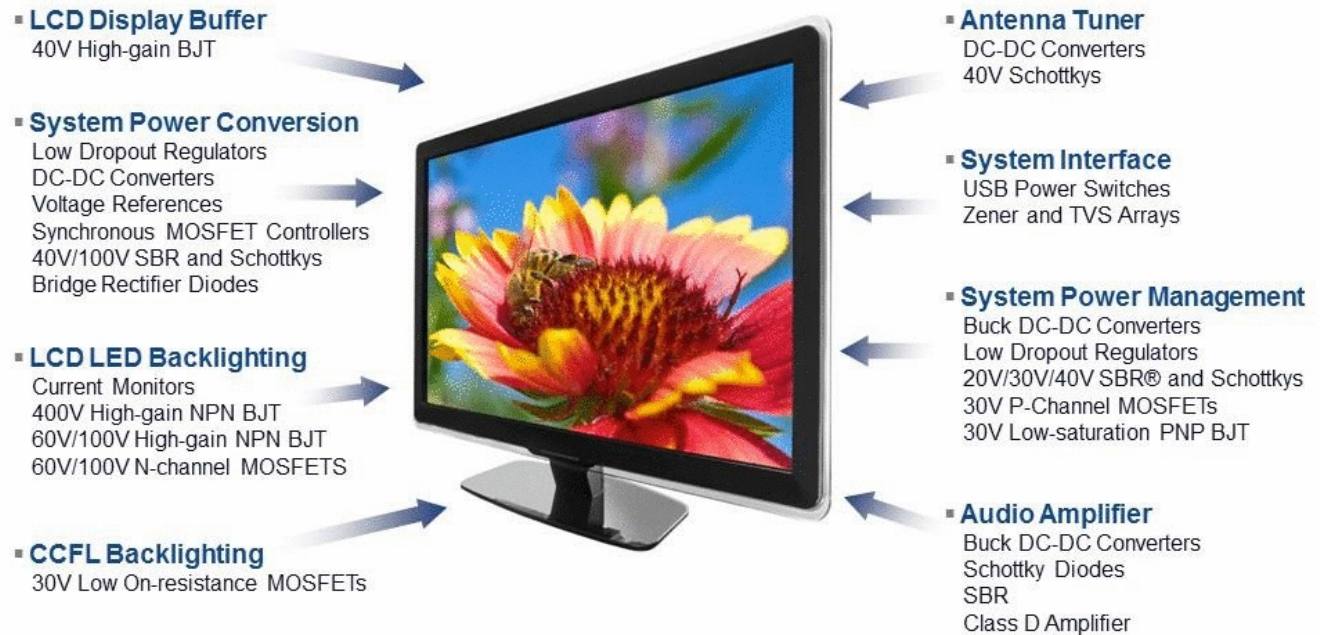 LCD Display Buffer
40V High-gain BJT
System Power Conversion
Low Dropout Regulators
DC-DC Converters
Voltage References
Synchronous MOSFET Controllers
40V/100V SBR and Schottkys
Bridge Rectifier Diodes
LCD LED Backlighting
Current Monitors
400V High-gain NPN BJT
60V/100V High-gain NPN BJT
60V/100V N-channel MOSFETS
CCFL Backlighting
30V Low On-resistance MOSFETs
Antenna Tuner
DC-DC Converters
40V Schottkys
System Interface
USB Power Switches
Zener and TVS Arrays
System Power Management
Buck DC-DC Converters
Low Dropout Regulators
20V/30V/40V SBR® and Schottkys
30V P-Channel MOSFETs
30V Low-saturation PNP BJT
Audio Amplifier
Buck DC-DC Converters
Schottky Diodes
SBR
Class D Amplifier